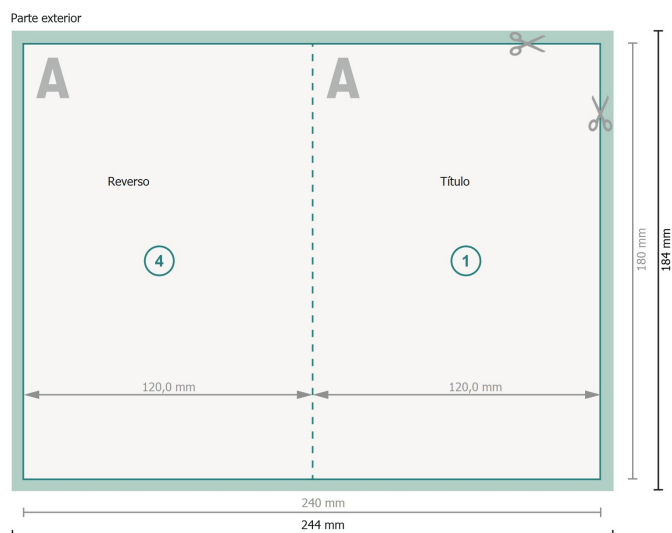 Parte exterior
A A
Reverso Título
4 1
180 mm
184 mm
120,0 mm 120,0 mm
240 mm
244 mm